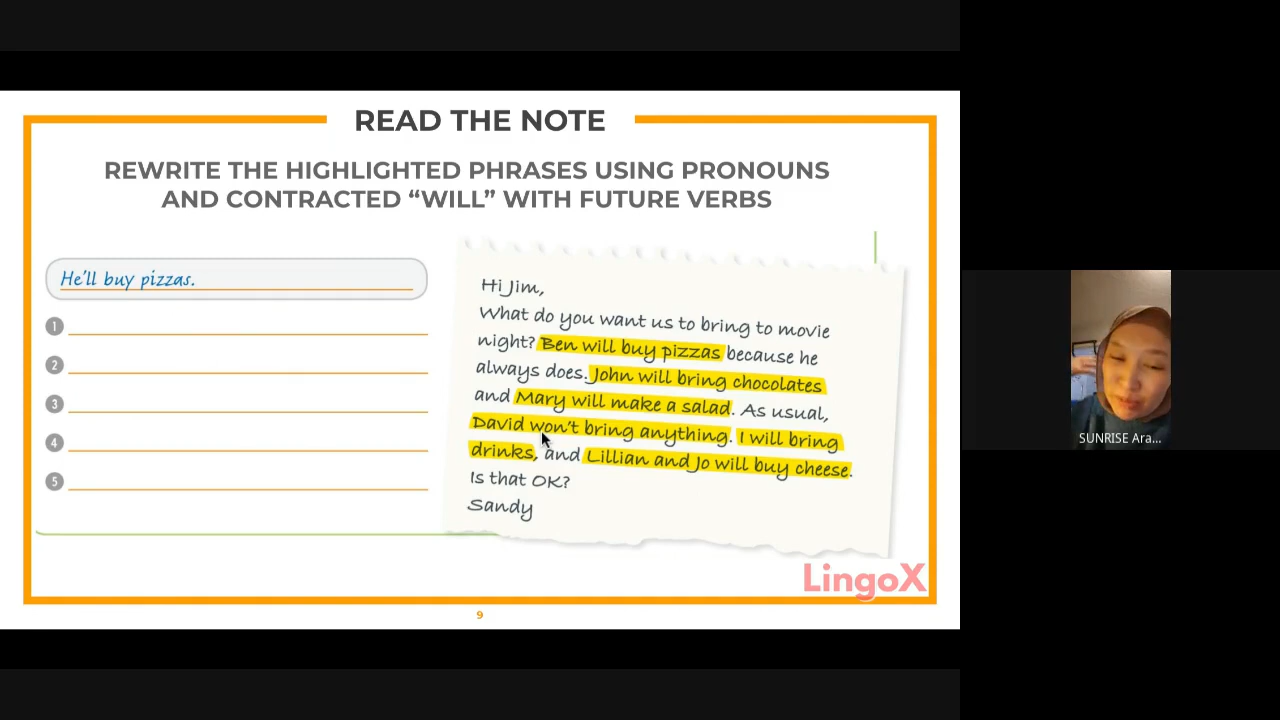 READ THE NOTE
REWRITE THE HIGHLIGHTED PHRASES USING PRONOUNS
AND CONTRACTED “WILL” WITH FUTURE VERBS
He'll buy pizzas.
1
2
3
4
5
Hi Jim,
What do you want us to bring to movie
night? Ben will buy pizzas because he
always does. John will bring chocolates
and Mary will make a salad. As usual,
David won't bring anything. I will bring
drinks, and Lillian and Jo will buy cheese.
Is that OK?
Sandy
LingoX
9
SUNRISE Ara...